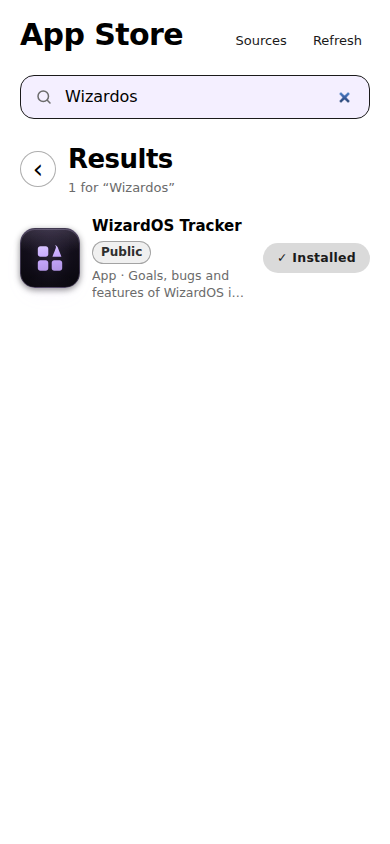 App Store
Sources
Refresh
Wizardos
Results
1 for “Wizardos”
WizardOS Tracker
Public
App · Goals, bugs and
features of WizardOS i…
✓ Installed